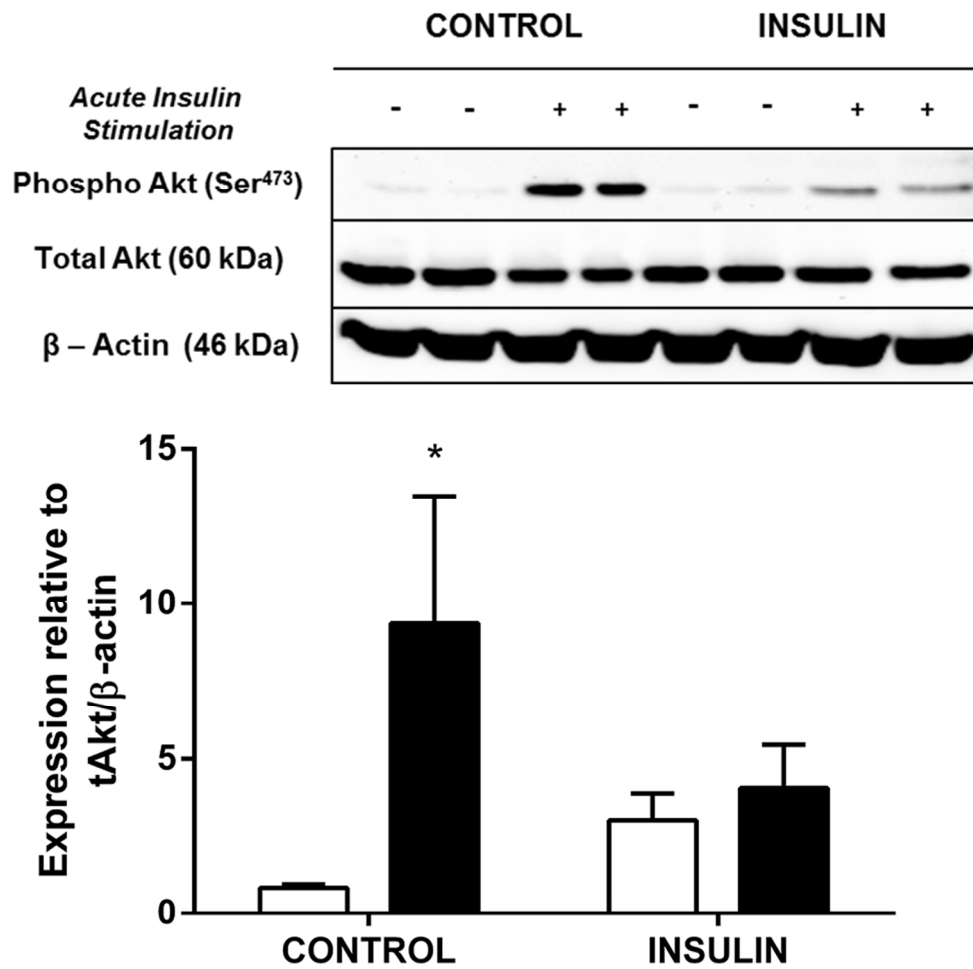 CONTROL INSULIN
Acute Insulin
Stimulation
- - + + - - + +
Phospho Akt (Ser⁴⁷³)
Total Akt (60 kDa)
β – Actin (46 kDa)
Expression relative to
tAkt/β-actin
15
10
5
0
*
CONTROL INSULIN